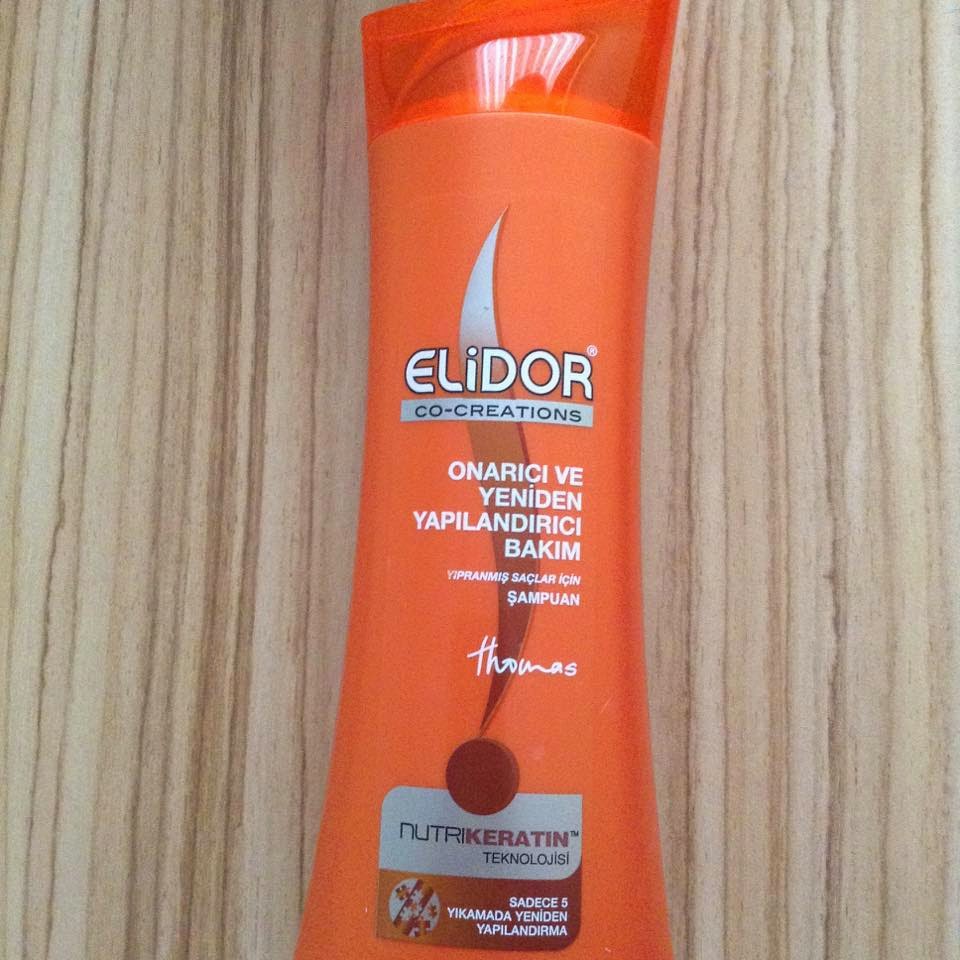 ELiDOR®
CO-CREATIONS
ONARICI VE
YENİDEN
YAPILANDIRICI
BAKIM
YIPRANMIŞ SAÇLAR İÇİN
ŞAMPUAN
thomas
NUTRIKERATIN™
TEKNOLOJİSİ
SADECE 5
YIKAMADA YENİDEN
YAPILANDIRMA